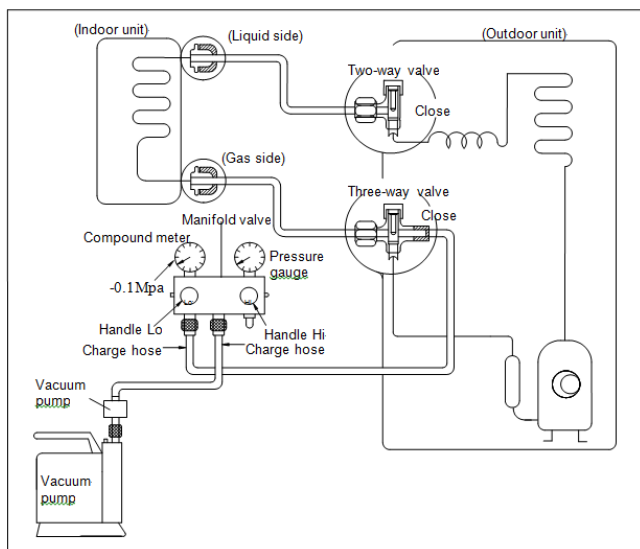 (Indoor unit)
(Liquid side)
(Outdoor unit)
Two-way valve
Close
(Gas side)
Three-way valve
Close
Manifold valve
Compound meter
Pressure
gauge
-0.1Mpa
Handle Lo
Handle Hi
Charge hose
Charge hose
Vacuum
pump
Vacuum
pump